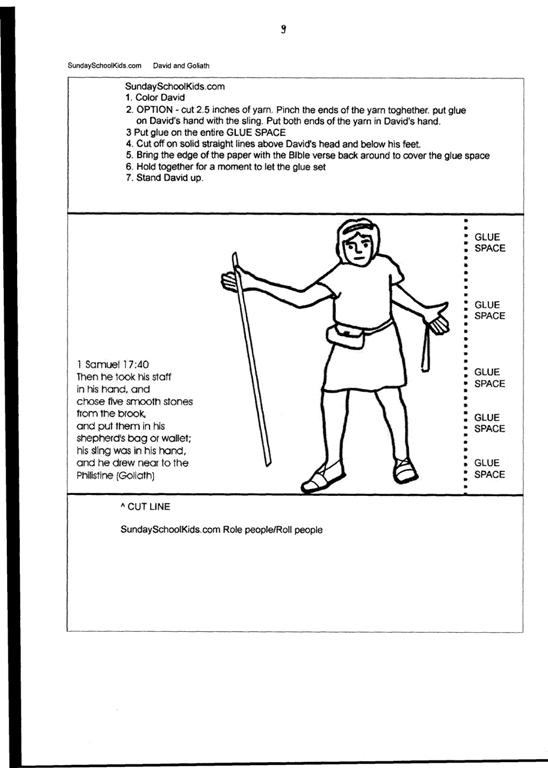 9
SundaySchoolKids.com David and Goliath
SundaySchoolKids.com
1. Color David
2. OPTION - cut 2.5 inches of yarn. Pinch the ends of the yarn toghether. put glue
on David's hand with the sling. Put both ends of the yarn in David's hand.
3 Put glue on the entire GLUE SPACE
4. Cut off on solid straight lines above David's head and below his feet.
5. Bring the edge of the paper with the Bible verse back around to cover the glue space
6. Hold together for a moment to let the glue set
7. Stand David up.
GLUE
SPACE
GLUE
SPACE
GLUE
SPACE
GLUE
SPACE
GLUE
SPACE
1 Samuel 17:40
Then he took his staff
in his hand, and
chose five smooth stones
from the brook,
and put them in his
shepherd's bag or wallet;
his sling was in his hand,
and he drew near to the
Philistine (Goliath)
^ CUT LINE
SundaySchoolKids.com Role people/Roll people